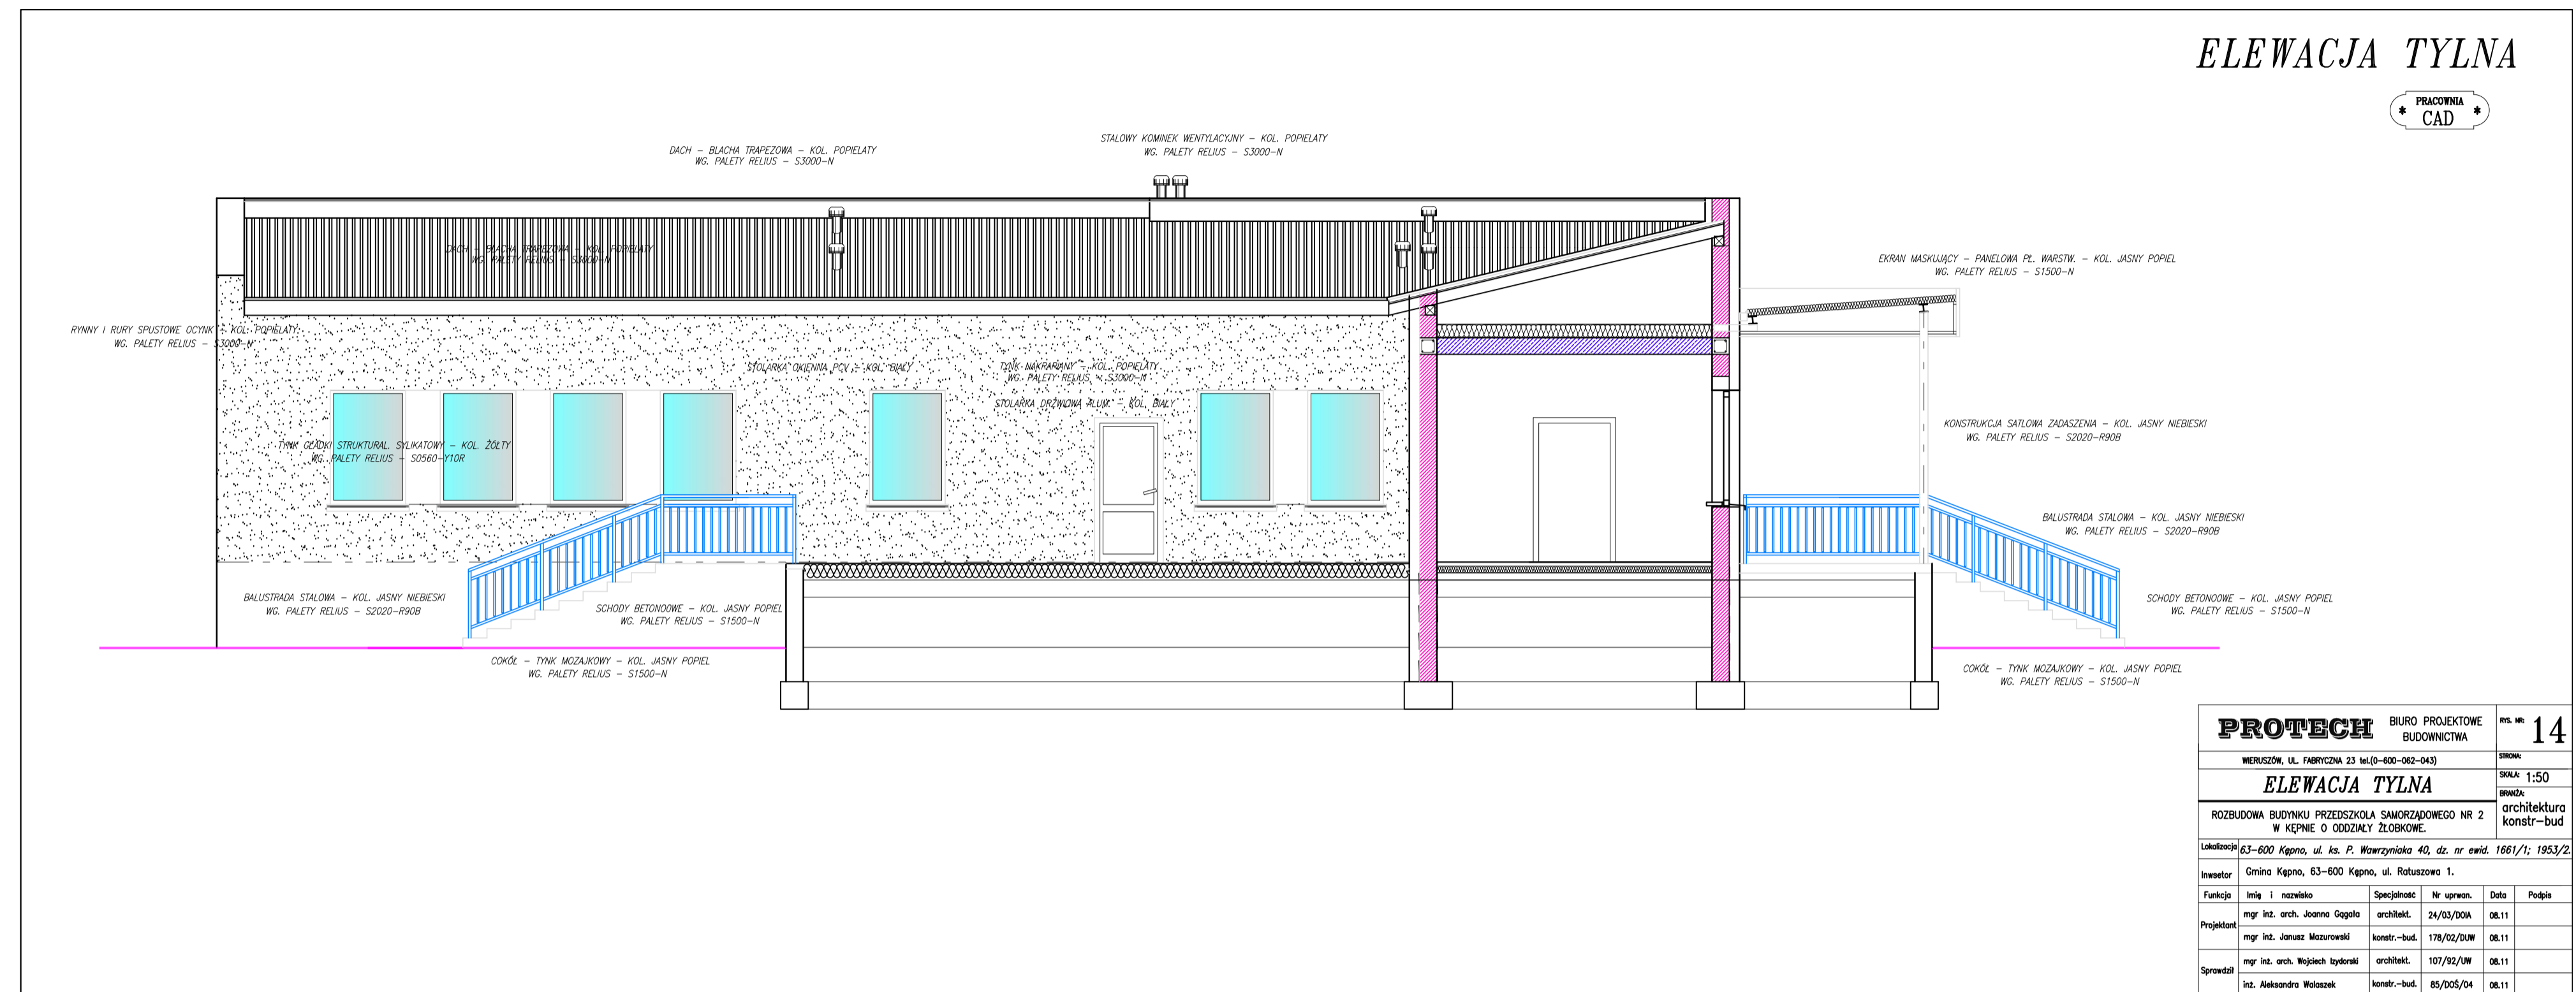 ELEWACJA TYLNA
PRACOWNIA
* CAD *
STALOWY KOMINEK WENTYLACYJNY – KOL. POPIELATY
WG. PALETY RELIUS – S3000-N
DACH – BLACHA TRAPEZOWA – KOL. POPIELATY
WG. PALETY RELIUS – S3000-N
DACH – BLACHA TRAPEZOWA – KOL. POPIELATY
WG. PALETY RELIUS – S3000-N
EKRAN MASKUJĄCY – PANELOWA PŁ. WARSTW. – KOL. JASNY POPIEL
WG. PALETY RELIUS – S1500-N
RYNNY I RURY SPUSTOWE OCYNK – KOL. POPIELATY
WG. PALETY RELIUS – S3000-N
STOLARKA OKIENNA PCV – KOL. BIAŁY
TYNK NAKRAPIANY – KOL. POPIELATY
WG. PALETY RELIUS – S3000-N
STOLARKA DRZWIOWA ALUM. – KOL. BIAŁY
KONSTRUKCJA SATLOWA ZADASZENIA – KOL. JASNY NIEBIESKI
WG. PALETY RELIUS – S2020-R90B
TYNK GŁADKI STRUKTURAL. SYLIKATOWY – KOL. ŻÓŁTY
WG. PALETY RELIUS – S0560-Y10R
BALUSTRADA STALOWA – KOL. JASNY NIEBIESKI
WG. PALETY RELIUS – S2020-R90B
BALUSTRADA STALOWA – KOL. JASNY NIEBIESKI
WG. PALETY RELIUS – S2020-R90B
SCHODY BETONOOWE – KOL. JASNY POPIEL
WG. PALETY RELIUS – S1500-N
SCHODY BETONOOWE – KOL. JASNY POPIEL
WG. PALETY RELIUS – S1500-N
COKÓŁ – TYNK MOZAJKOWY – KOL. JASNY POPIEL
WG. PALETY RELIUS – S1500-N
COKÓŁ – TYNK MOZAJKOWY – KOL. JASNY POPIEL
WG. PALETY RELIUS – S1500-N
PROTECH BIURO PROJEKTOWE
BUDOWNICTWA
RYS. NR: 14
WIERUSZÓW, UL. FABRYCZNA 23 tel.(0-600-062-043)
STRONA:
ELEWACJA TYLNA
SKALA: 1:50
BRANŻA:
architektura
konstr-bud
ROZBUDOWA BUDYNKU PRZEDSZKOLA SAMORZĄDOWEGO NR 2
W KĘPNIE O ODDZIAŁY ŻŁOBKOWE.
Lokalizacja 63-600 Kępno, ul. ks. P. Wawrzyniaka 40, dz. nr ewid. 1661/1; 1953/2.
Inwsetor Gmina Kępno, 63-600 Kępno, ul. Ratuszowa 1.
Funkcja Imię i nazwisko Specjalność Nr uprwan. Data Podpis
Projektant mgr inż. arch. Joanna Gągała architekt. 24/03/DOIA 08.11
mgr inż. Janusz Mazurowski konstr.-bud. 178/02/DUW 08.11
Sprawdził mgr inż. arch. Wojciech Izydorski architekt. 107/92/UW 08.11
inż. Aleksandra Walaszek konstr.-bud. 85/DOŚ/04 08.11